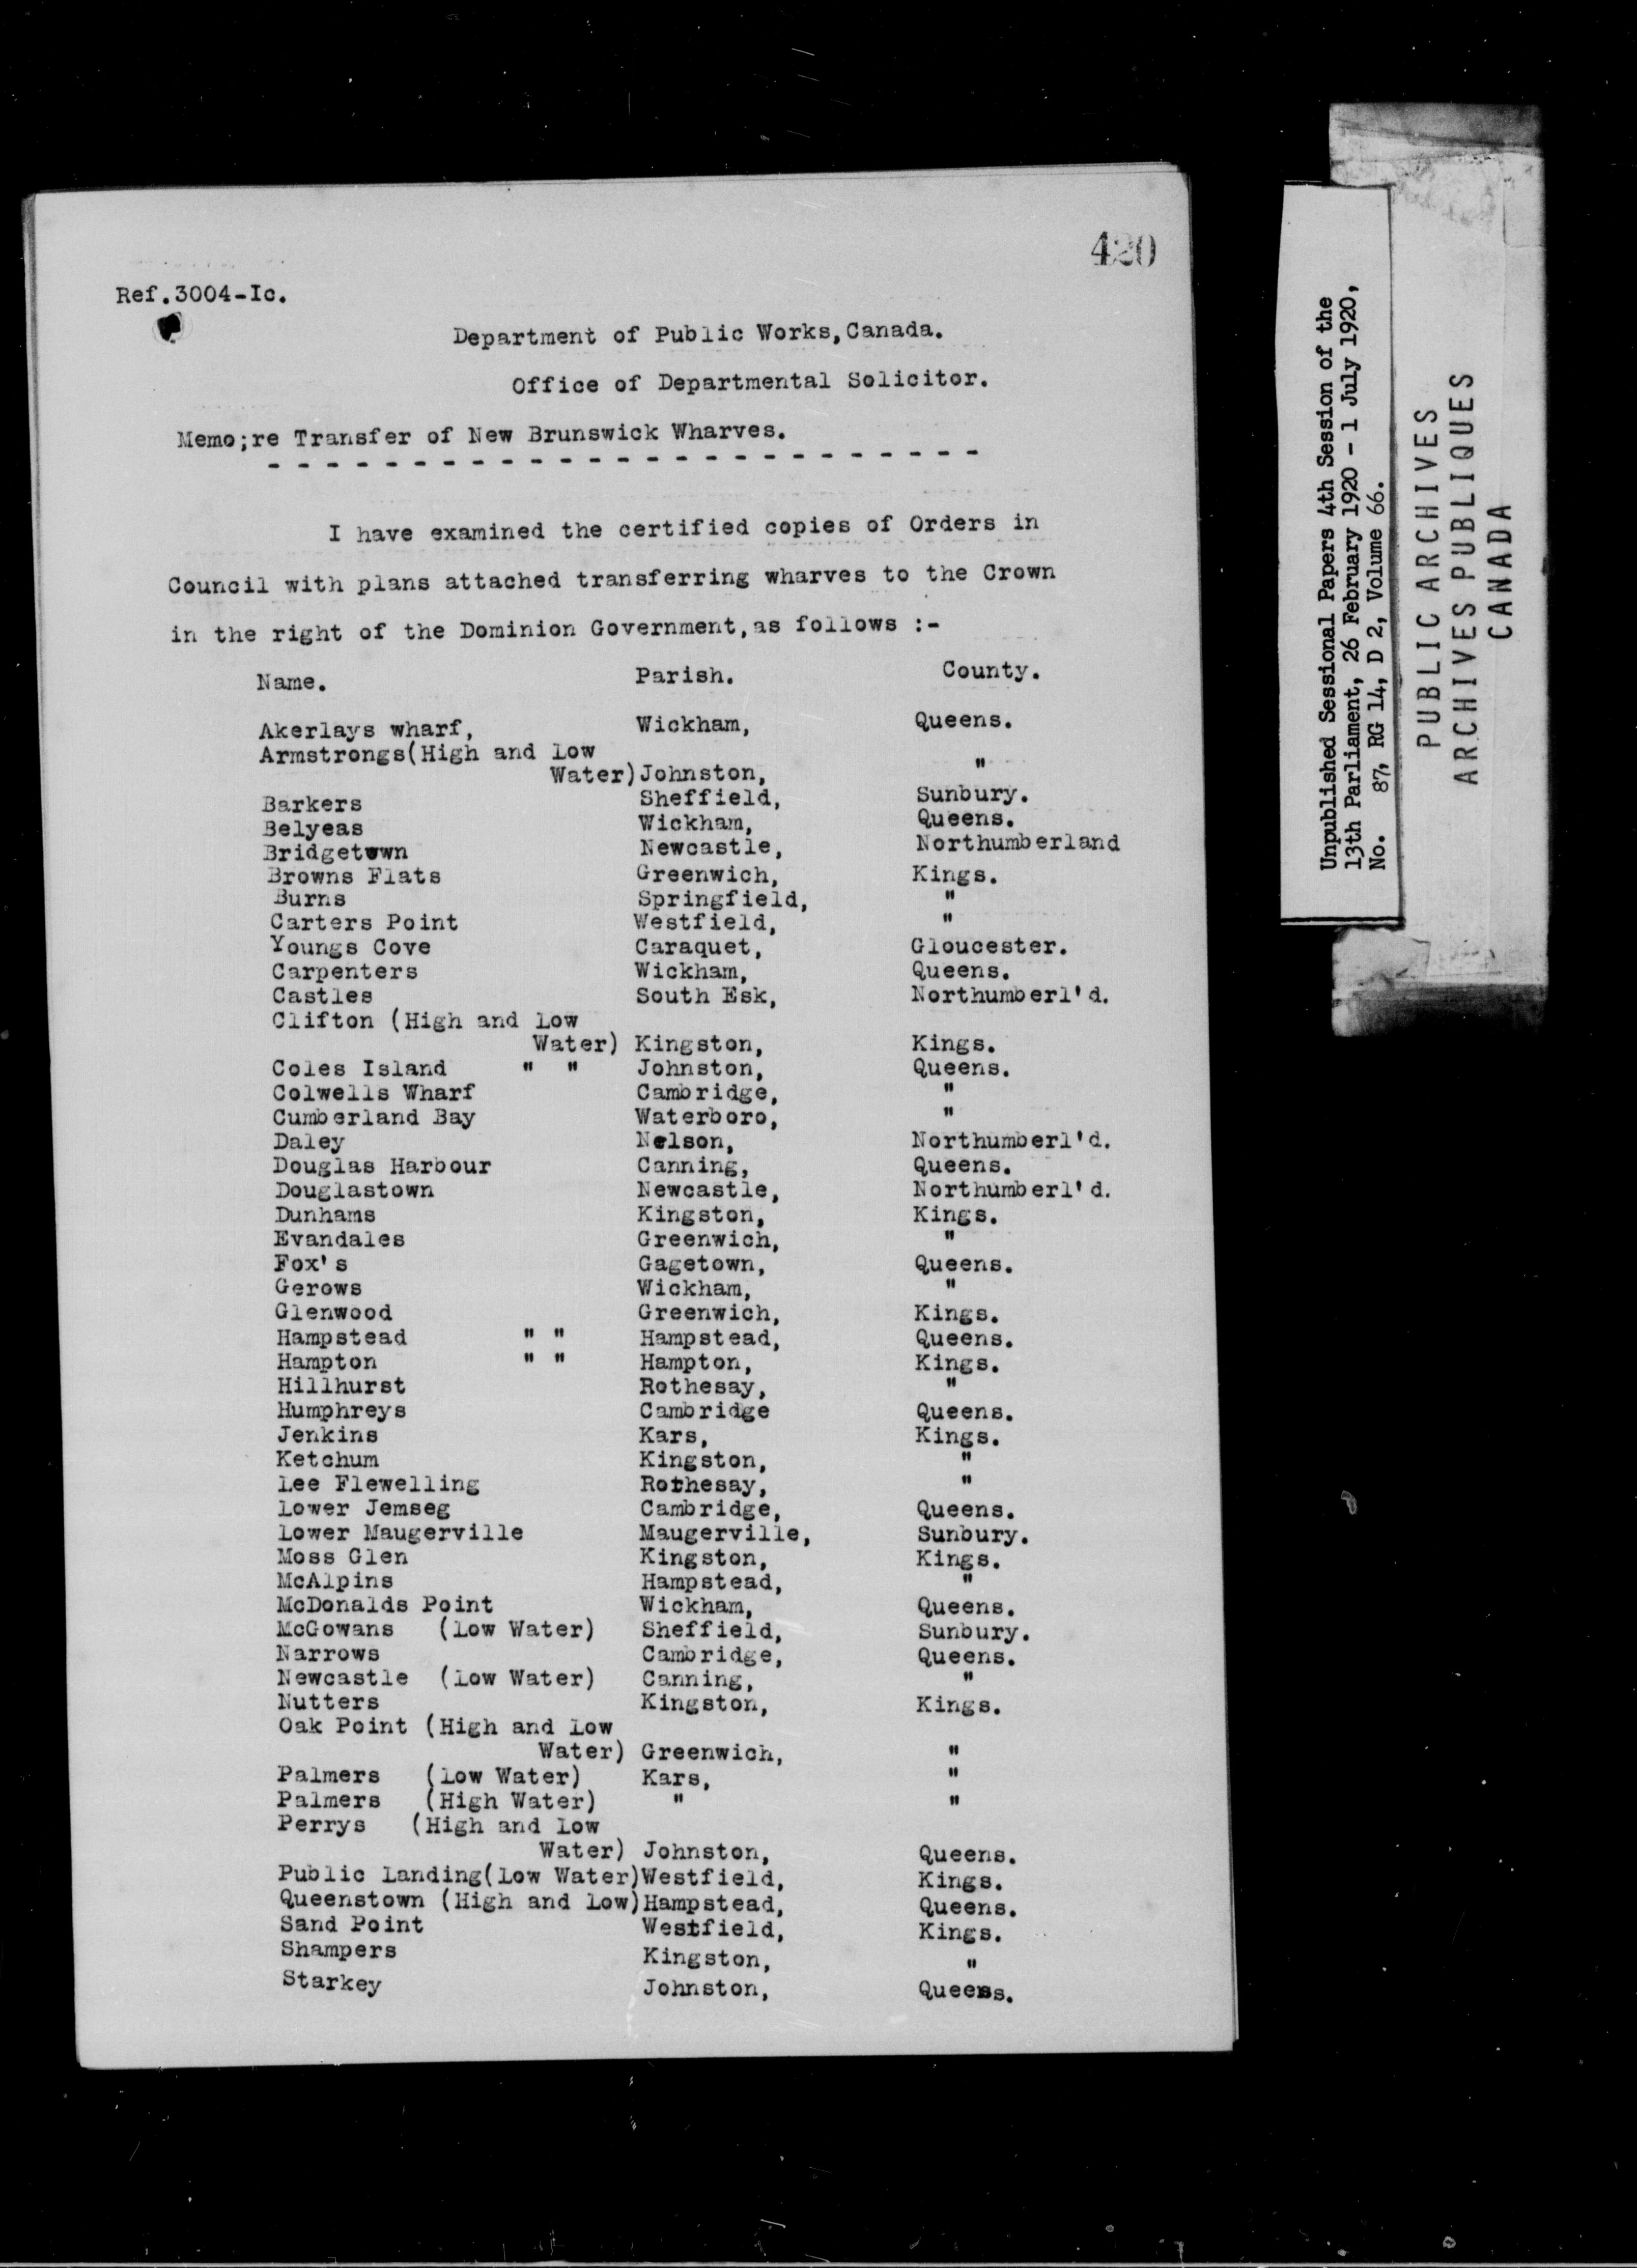 420
Ref.3004-Ic.
Department of Public Works,Canada.
Office of Departmental Solicitor.
Memo;re Transfer of New Brunswick Wharves.
- - - - - - - - - - - - - - - - - - - - - - - - -
I have examined the certified copies of Orders in
Council with plans attached transferring wharves to the Crown
in the right of the Dominion Government,as follows :-
Name. Parish. County.
Akerlays wharf, Wickham, Queens.
Armstrongs(High and Low
Water)Johnston, "
Barkers Sheffield, Sunbury.
Belyeas Wickham, Queens.
Bridgetown Newcastle, Northumberland
Browns Flats Greenwich, Kings.
Burns Springfield, "
Carters Point Westfield, "
Youngs Cove Caraquet, Gloucester.
Carpenters Wickham, Queens.
Castles South Esk, Northumberl'd.
Clifton (High and Low
Water) Kingston, Kings.
Coles Island " " Johnston, Queens.
Colwells Wharf Cambridge, "
Cumberland Bay Waterboro, "
Daley Nelson, Northumberl'd.
Douglas Harbour Canning, Queens.
Douglastown Newcastle, Northumberl'd.
Dunhams Kingston, Kings.
Evandales Greenwich, "
Fox's Gagetown, Queens.
Gerows Wickham, "
Glenwood Greenwich, Kings.
Hampstead " " Hampstead, Queens.
Hampton " " Hampton, Kings.
Hillhurst Rothesay, "
Humphreys Cambridge Queens.
Jenkins Kars, Kings.
Ketchum Kingston, "
Lee Flewelling Rothesay, "
Lower Jemseg Cambridge, Queens.
Lower Maugerville Maugerville, Sunbury.
Moss Glen Kingston, Kings.
McAlpins Hampstead, "
McDonalds Point Wickham, Queens.
McGowans (Low Water) Sheffield, Sunbury.
Narrows Cambridge, Queens.
Newcastle (Low Water) Canning, "
Nutters Kingston, Kings.
Oak Point (High and Low
Water) Greenwich, "
Palmers (Low Water) Kars, "
Palmers (High Water) " "
Perrys (High and Low
Water) Johnston, Queens.
Public Landing(Low Water)Westfield, Kings.
Queenstown (High and Low)Hampstead, Queens.
Sand Point Westfield, Kings.
Shampers Kingston, "
Starkey Johnston, Queens.
Unpublished Sessional Papers 4th Session of the
13th Parliament, 26 February 1920 - 1 July 1920,
No. 87, RG 14, D 2, Volume 66.
PUBLIC ARCHIVES
ARCHIVES PUBLIQUES
CANADA